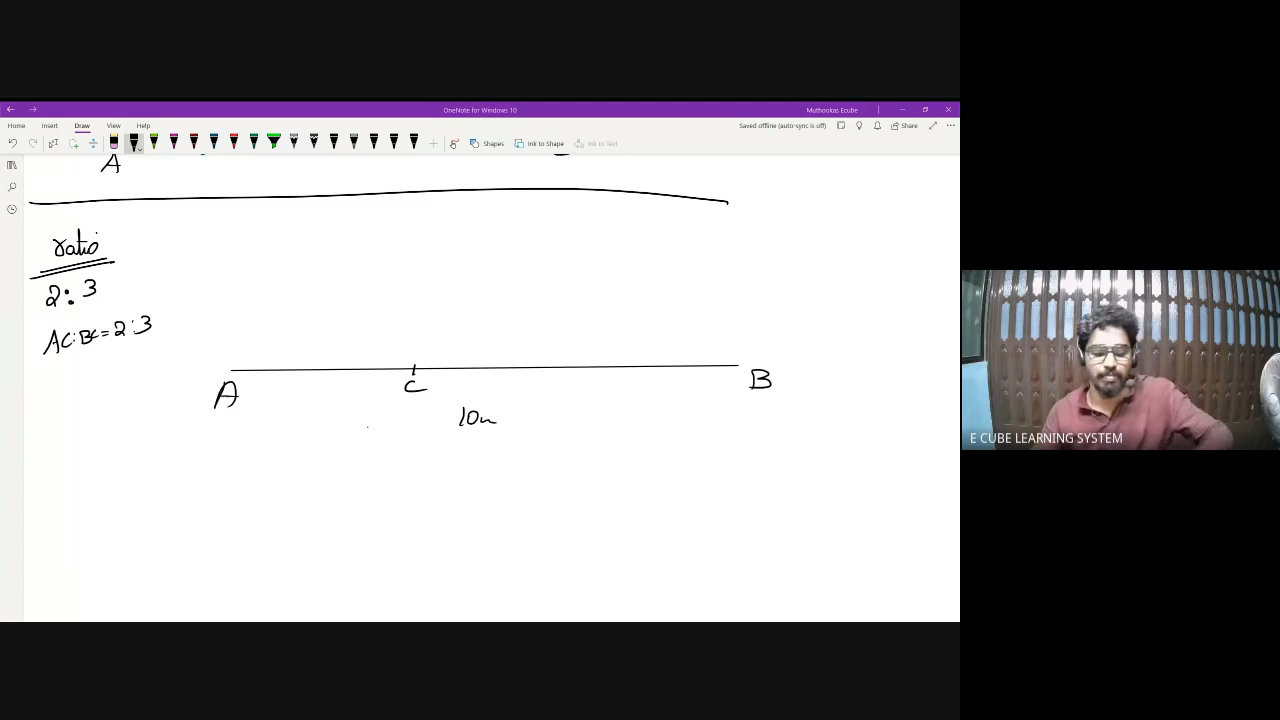 OneNote for Windows 10
Muthookas Ecube
Home Insert Draw View Help
Saved offline (auto-sync is off)
Share
Shapes
Ink to Shape
Ink to Text
A
ratio
2:3
AC:BC=2:3
A
C
B
10m
E CUBE LEARNING SYSTEM